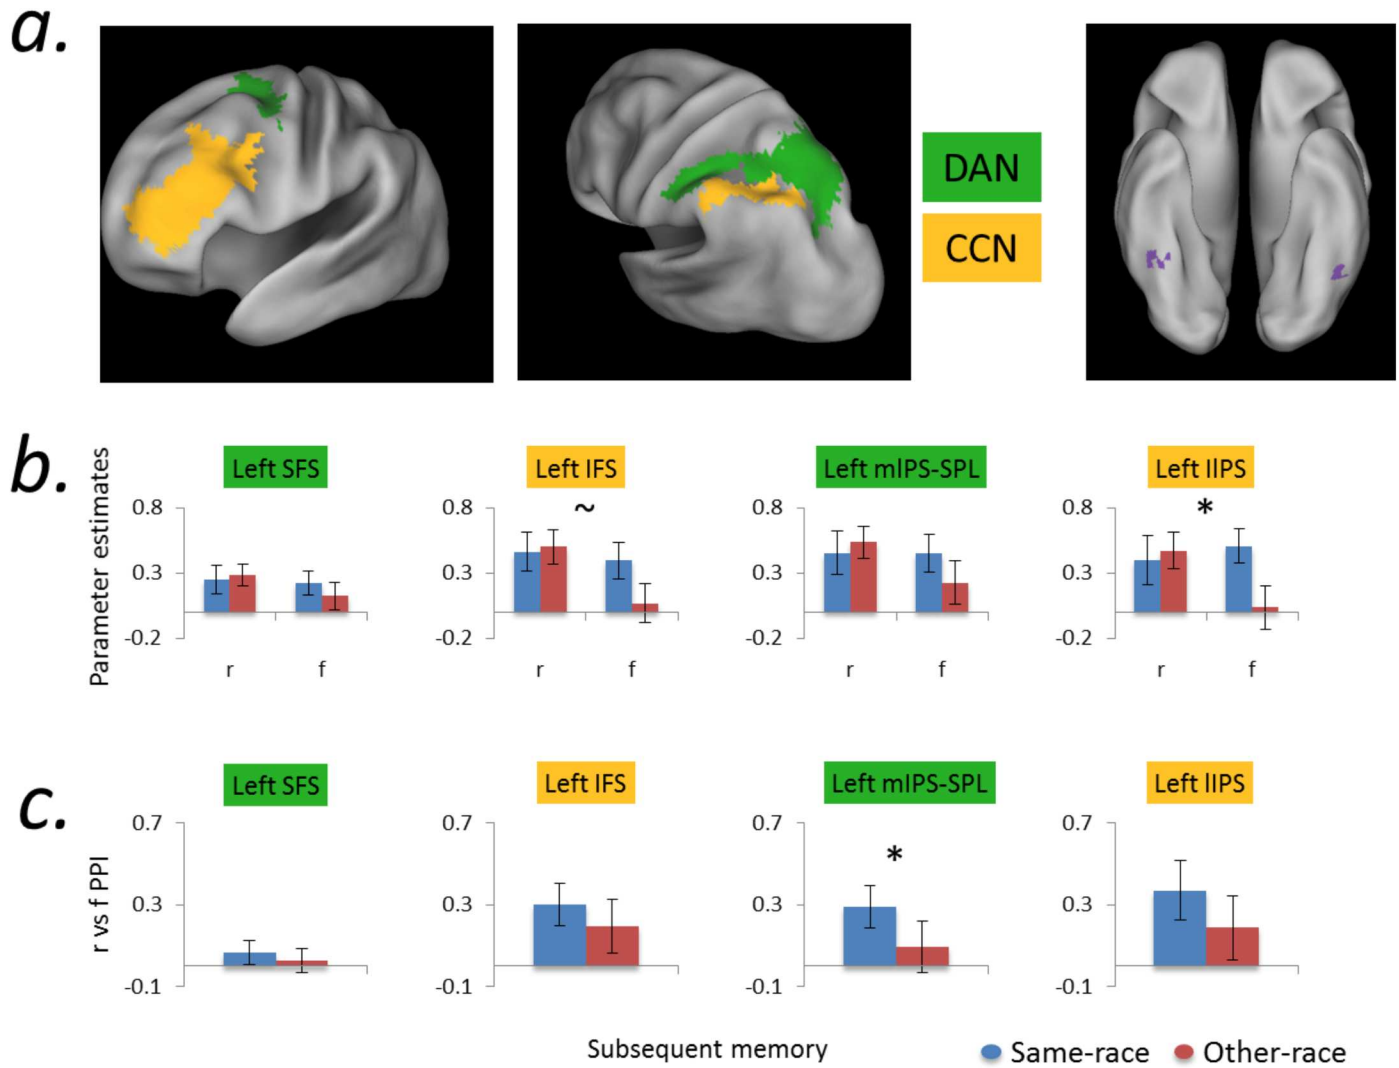 a.
DAN
CCN
b.
Parameter estimates
Left SFS
Left IFS
Left mIPS-SPL
Left lIPS
~
*
0.8
0.3
-0.2
r
f
0.8
0.3
-0.2
r
f
0.8
0.3
-0.2
r
f
0.8
0.3
-0.2
r
f
c.
r vs f PPI
Left SFS
Left IFS
Left mIPS-SPL
Left lIPS
*
0.7
0.3
-0.1
0.7
0.3
-0.1
0.7
0.3
-0.1
0.7
0.3
-0.1
Subsequent memory
Same-race
Other-race